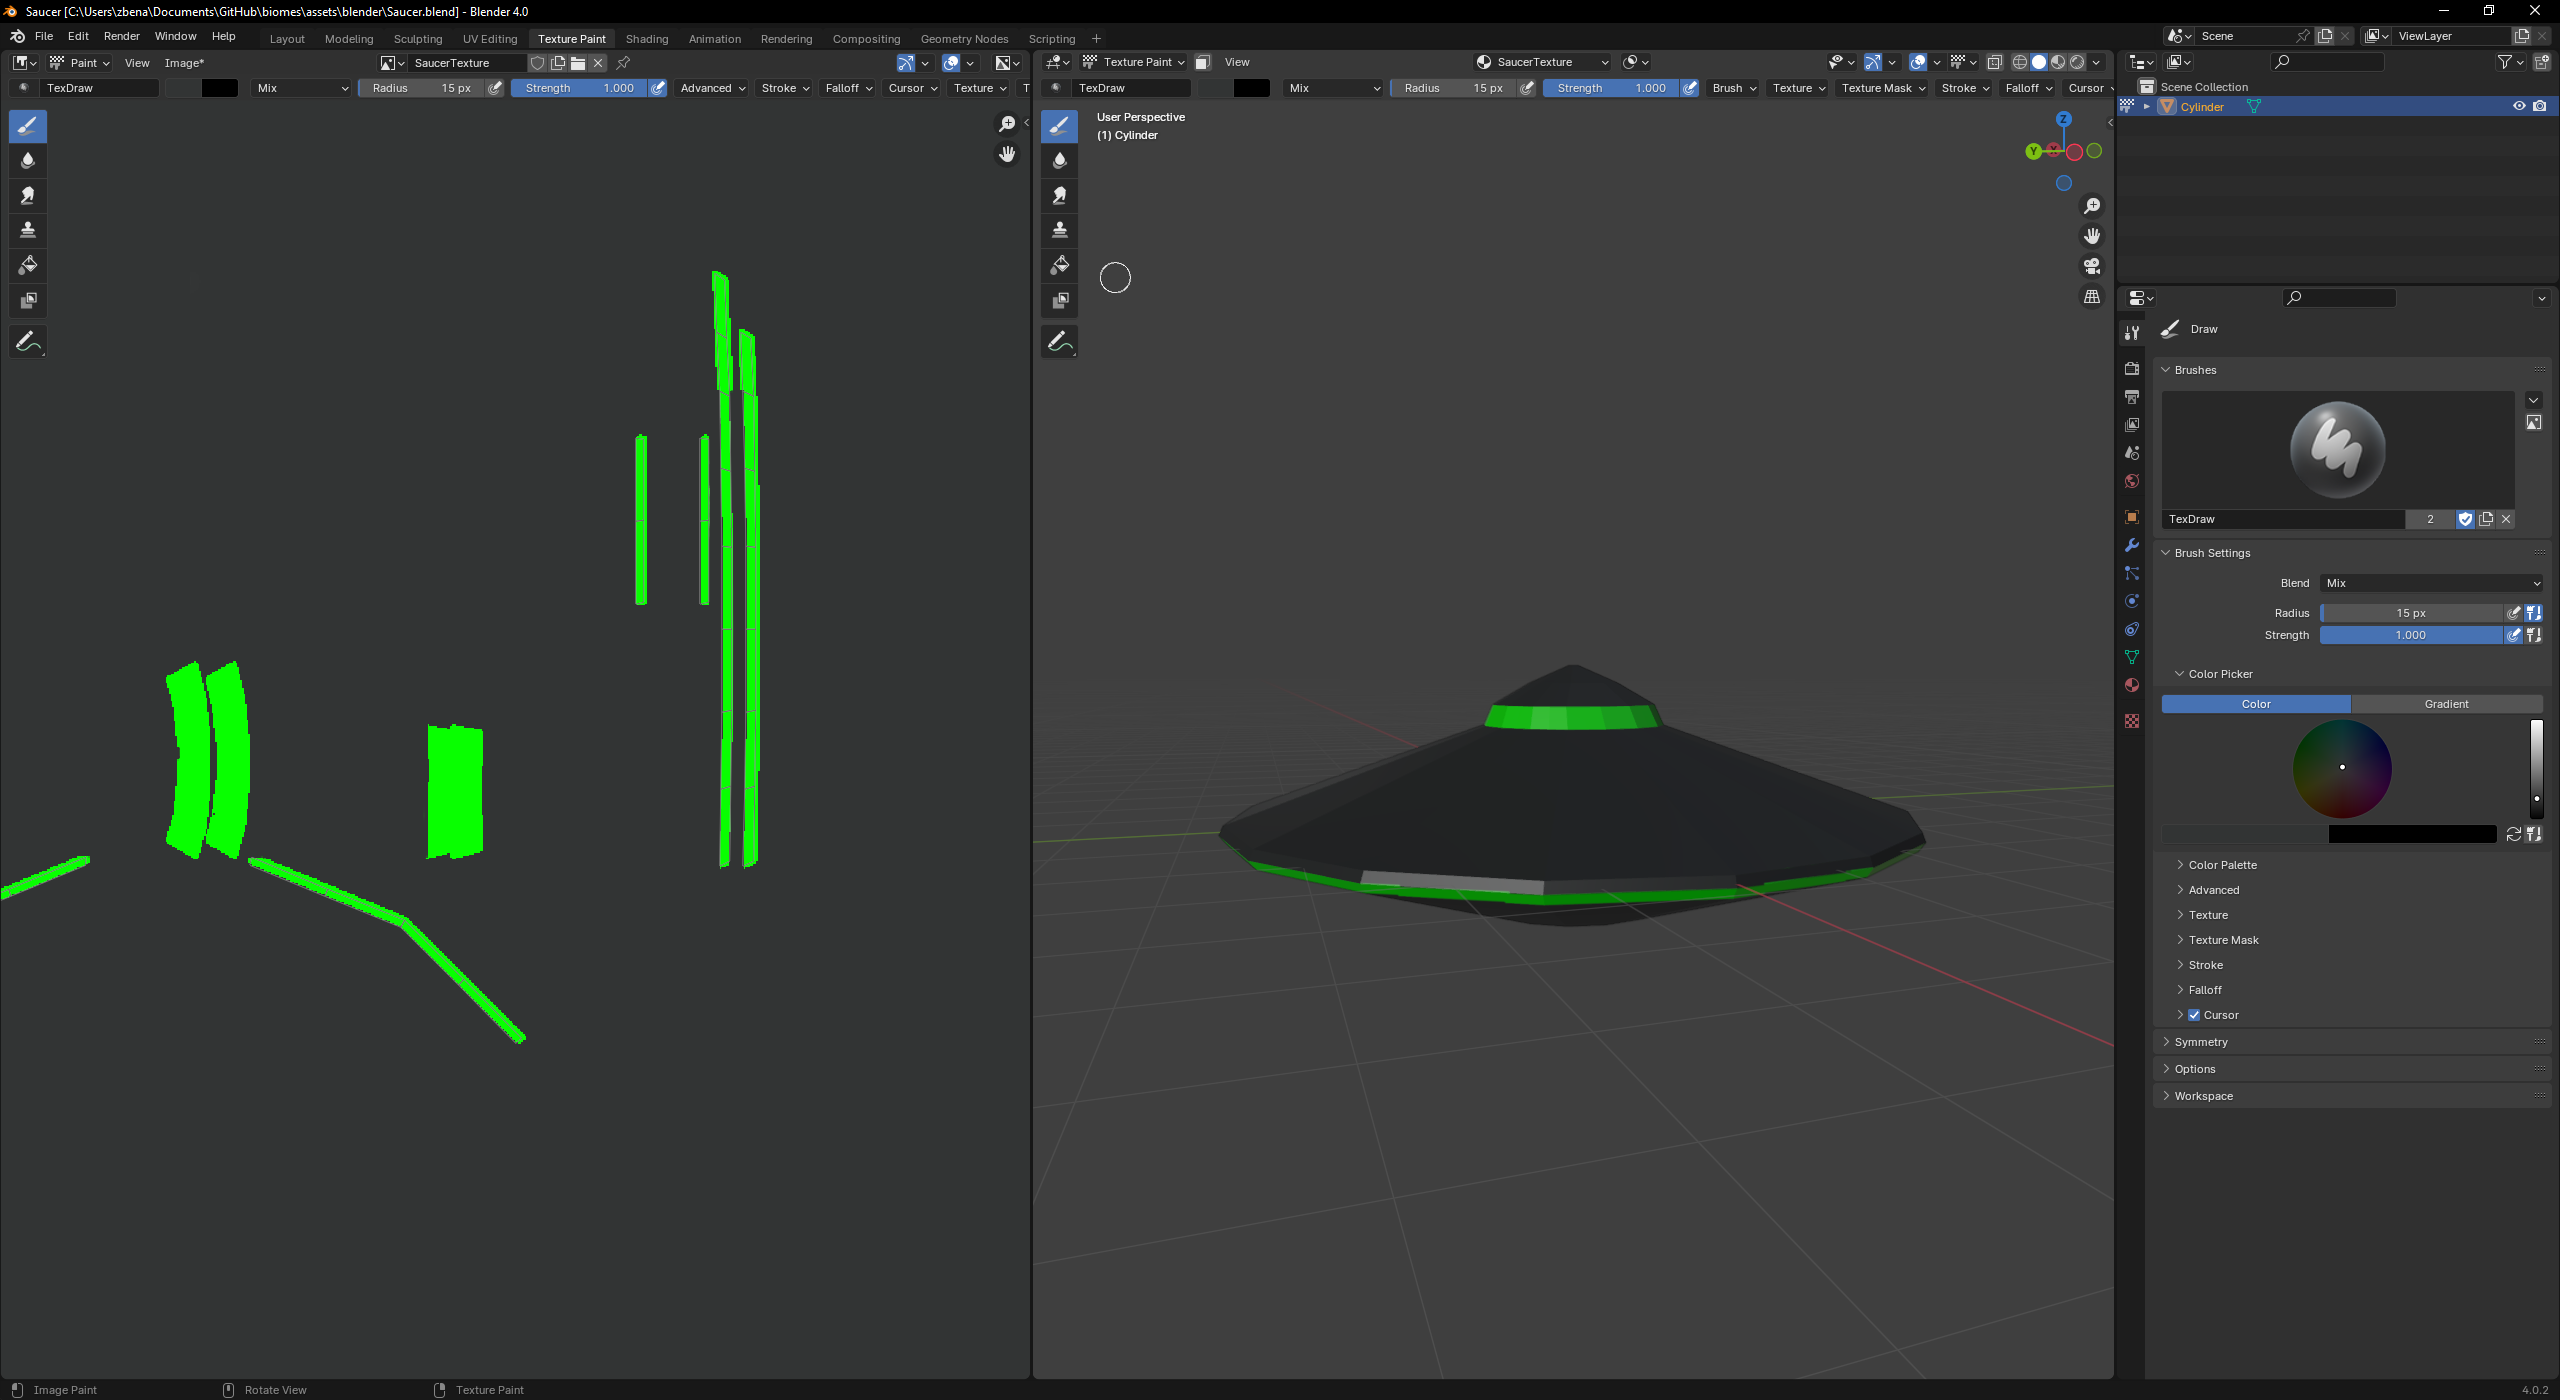 Saucer [C:\Users\zbena\Documents\GitHub\biomes\assets\blender\Saucer.blend] - Blender 4.0
File Edit Render Window Help Layout Modeling Sculpting UV Editing Texture Paint Shading Animation Rendering Compositing Geometry Nodes Scripting Scene ViewLayer
Paint View Image* SaucerTexture
TexDraw Mix Radius 15 px Strength 1.000 Advanced Stroke Falloff Cursor Texture T
Texture Paint View SaucerTexture
TexDraw Mix Radius 15 px Strength 1.000 Brush Texture Texture Mask Stroke Falloff Cursor
User Perspective
(1) Cylinder
Z
Y
X
Scene Collection
Cylinder
Draw
Brushes
TexDraw 2
Brush Settings
Blend Mix
Radius 15 px
Strength 1.000
Color Picker
Color Gradient
Color Palette
Advanced
Texture
Texture Mask
Stroke
Falloff
Cursor
Symmetry
Options
Workspace
Image Paint Rotate View Texture Paint 4.0.2